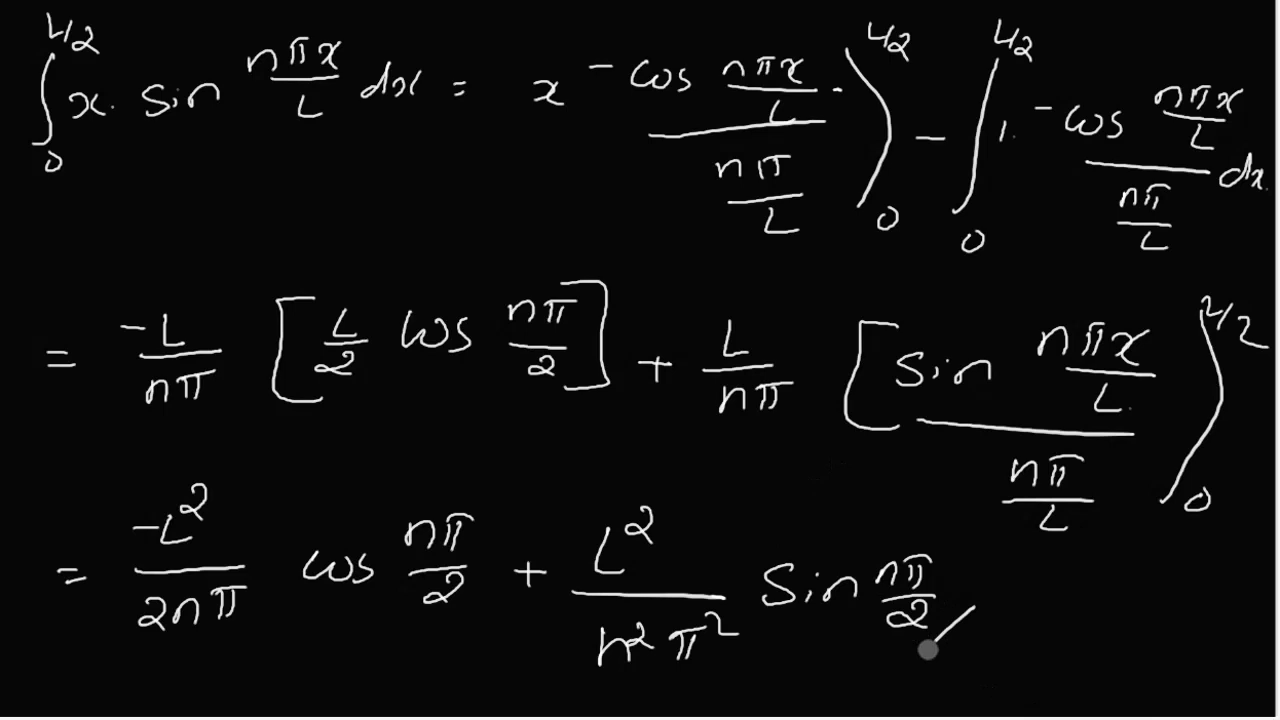 ∫₀^{L/2} x. sin nπx/L dx = x (-cos nπx/L)/(nπ/L) . )₀^{L/2} - ∫₀^{L/2} 1. (-cos nπx/L)/(nπ/L) dx.
= -L/nπ [L/2 cos nπ/2] + L/nπ [(sin nπx/L)/(nπ/L) )₀^{L/2}
= -L²/2nπ cos nπ/2 + L²/n²π² Sin nπ/2 /